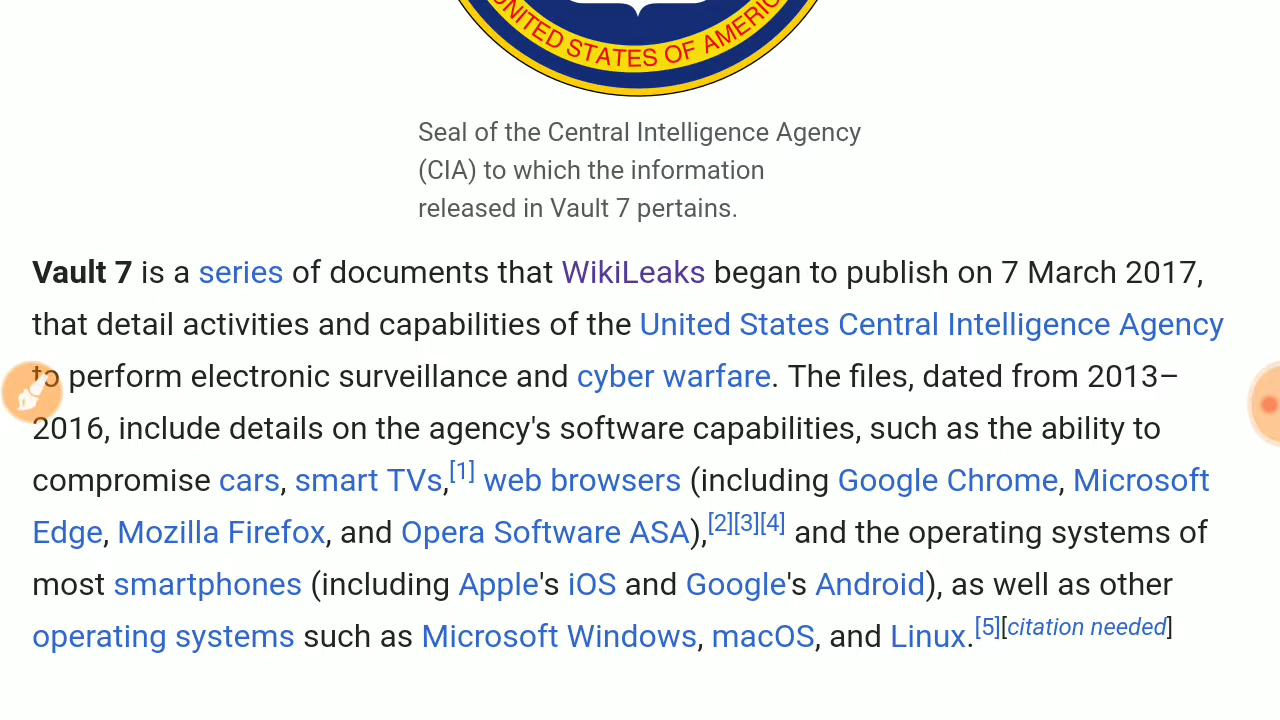 UNITED STATES OF AMERIC
Seal of the Central Intelligence Agency
(CIA) to which the information
released in Vault 7 pertains.
Vault 7 is a series of documents that WikiLeaks began to publish on 7 March 2017,
that detail activities and capabilities of the United States Central Intelligence Agency
to perform electronic surveillance and cyber warfare. The files, dated from 2013–
2016, include details on the agency's software capabilities, such as the ability to
compromise cars, smart TVs,[1] web browsers (including Google Chrome, Microsoft
Edge, Mozilla Firefox, and Opera Software ASA),[2][3][4] and the operating systems of
most smartphones (including Apple's iOS and Google's Android), as well as other
operating systems such as Microsoft Windows, macOS, and Linux.[5][citation needed]